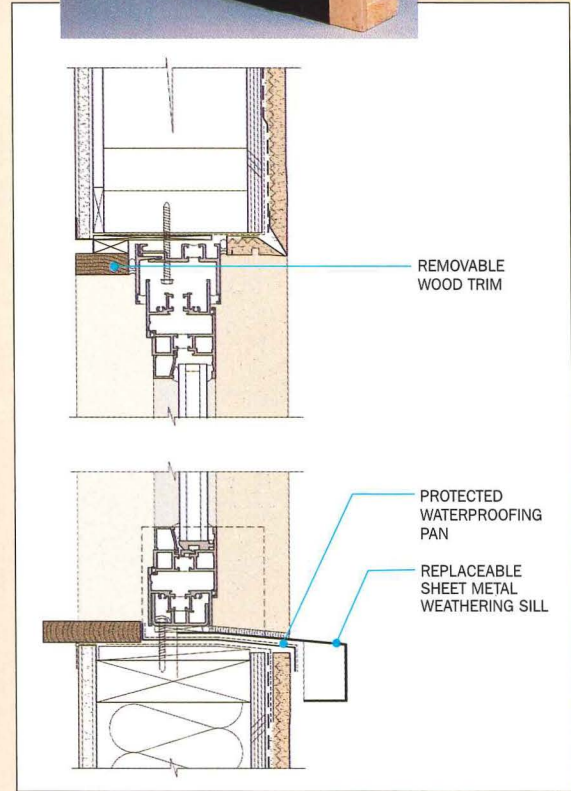 REMOVABLE
WOOD TRIM
PROTECTED
WATERPROOFING
PAN
REPLACEABLE
SHEET METAL
WEATHERING SILL